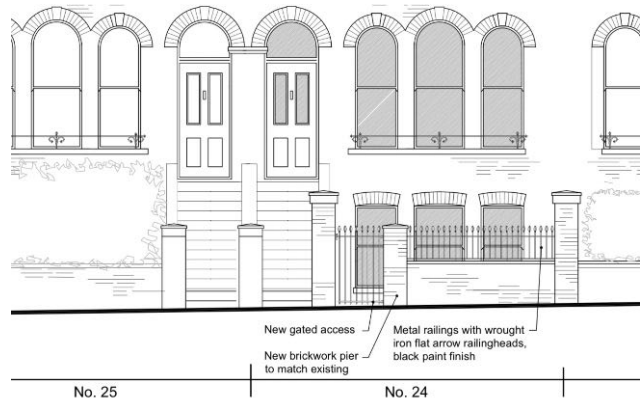 New gated access
New brickwork pier
to match existing
Metal railings with wrought
iron flat arrow railingheads,
black paint finish
No. 25
No. 24